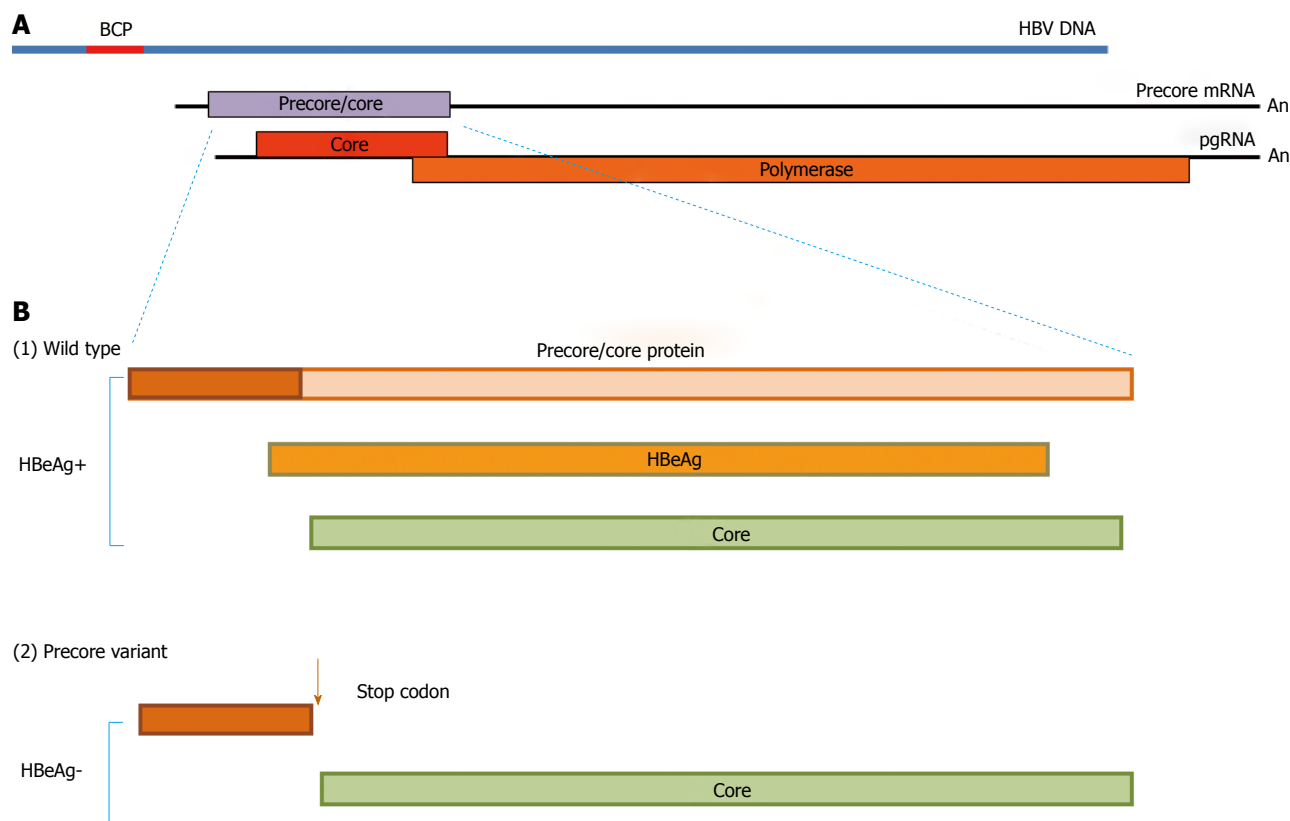 A
BCP
HBV DNA
Precore/core
Precore mRNA
An
Core
pgRNA
An
Polymerase
B
(1) Wild type
Precore/core protein
HBeAg+
HBeAg
Core
(2) Precore variant
Stop codon
HBeAg-
Core